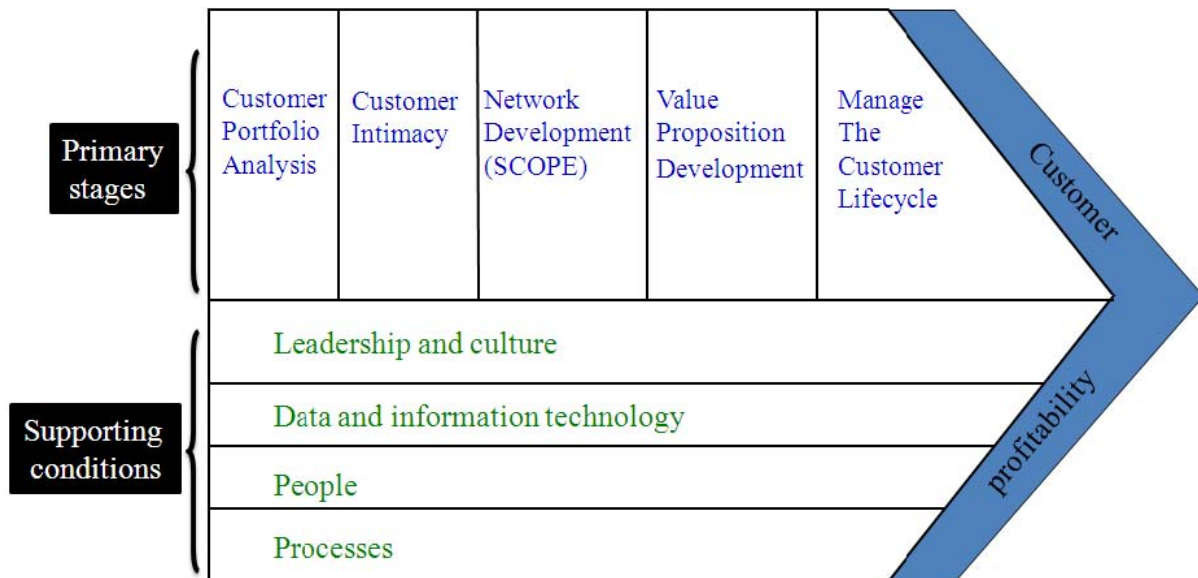 Primary
stages
Customer
Portfolio
Analysis
Customer
Intimacy
Network
Development
(SCOPE)
Value
Proposition
Development
Manage
The
Customer
Lifecycle
Customer
profitability
Supporting
conditions
Leadership and culture
Data and information technology
People
Processes